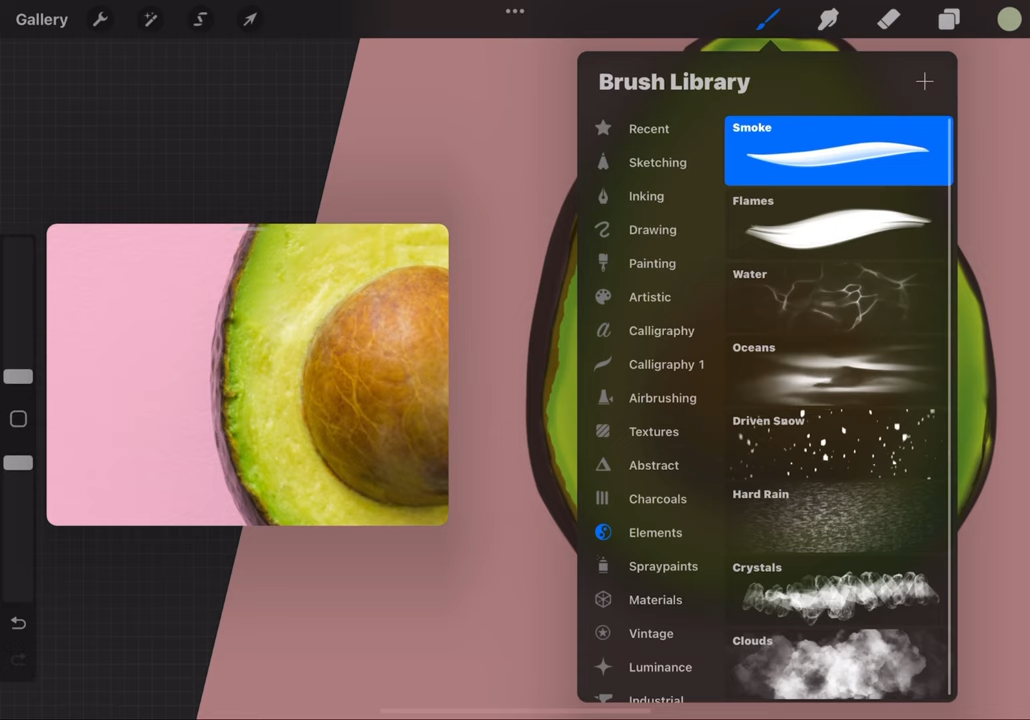 Gallery
Brush Library
Recent
Sketching
Inking
Drawing
Painting
Artistic
Calligraphy
Calligraphy 1
Airbrushing
Textures
Abstract
Charcoals
Elements
Spraypaints
Materials
Vintage
Luminance
Industrial
Smoke
Flames
Water
Oceans
Driven Snow
Hard Rain
Crystals
Clouds